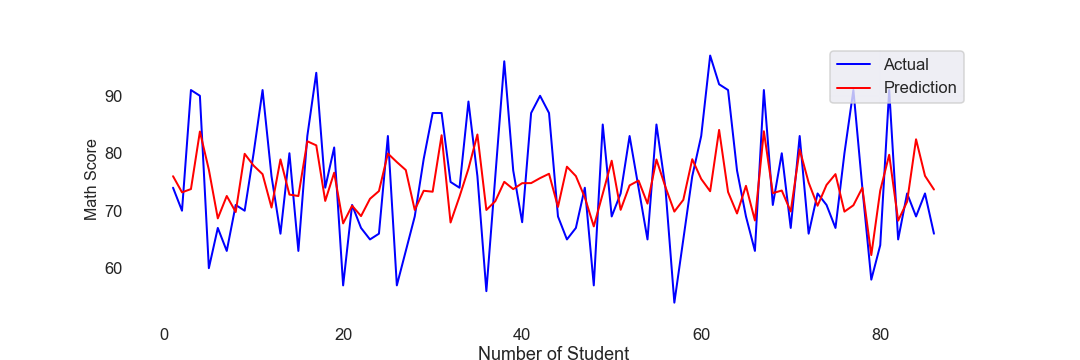 Actual
Prediction
Math Score
90
80
70
60
0 20 40 60 80
Number of Student